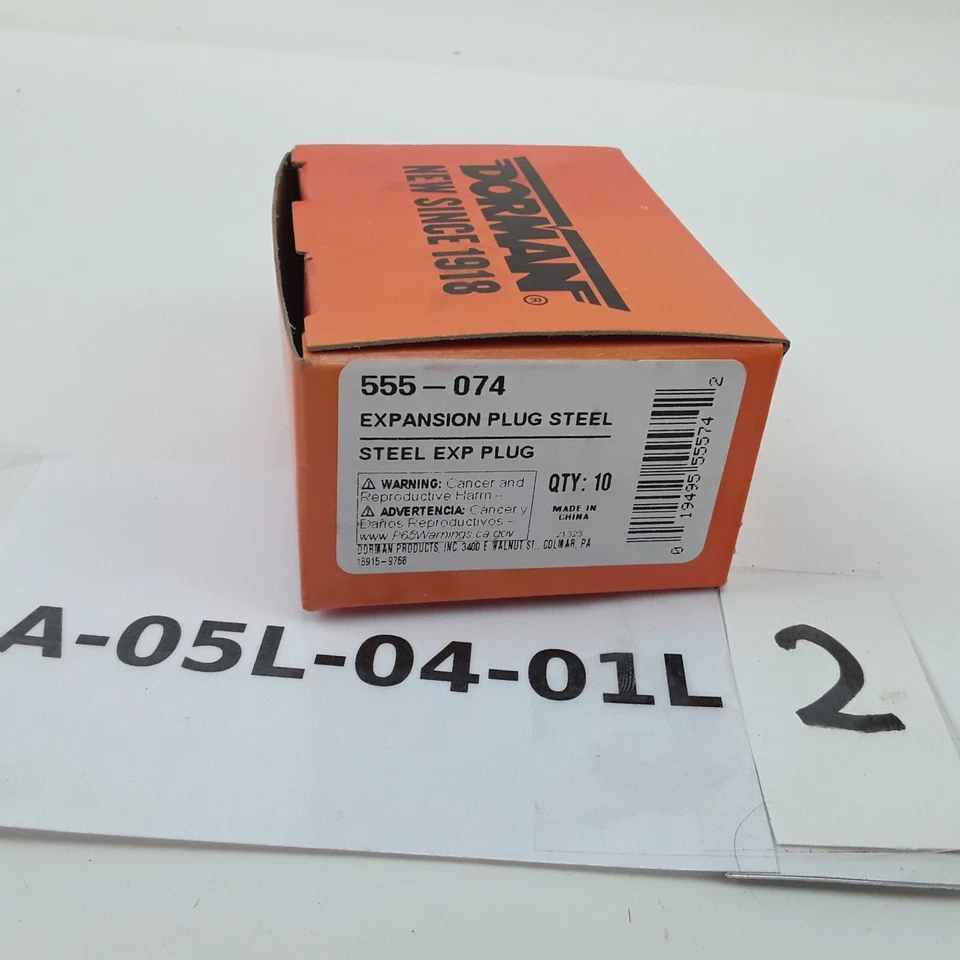 DORMAN®
NEW SINCE 1918
555-074
EXPANSION PLUG STEEL
STEEL EXP PLUG
⚠ WARNING: Cancer and
Reproductive Harm –
⚠ ADVERTENCIA: Cancer y
Daños Reproductivos –
www.P65Warnings.ca.gov
QTY: 10
MADE IN
CHINA
DORMAN PRODUCTS, INC. 3400 E. WALNUT ST., COLMAR, PA
18915-9768
0 19495 55574 2
A-05L-04-01L
2